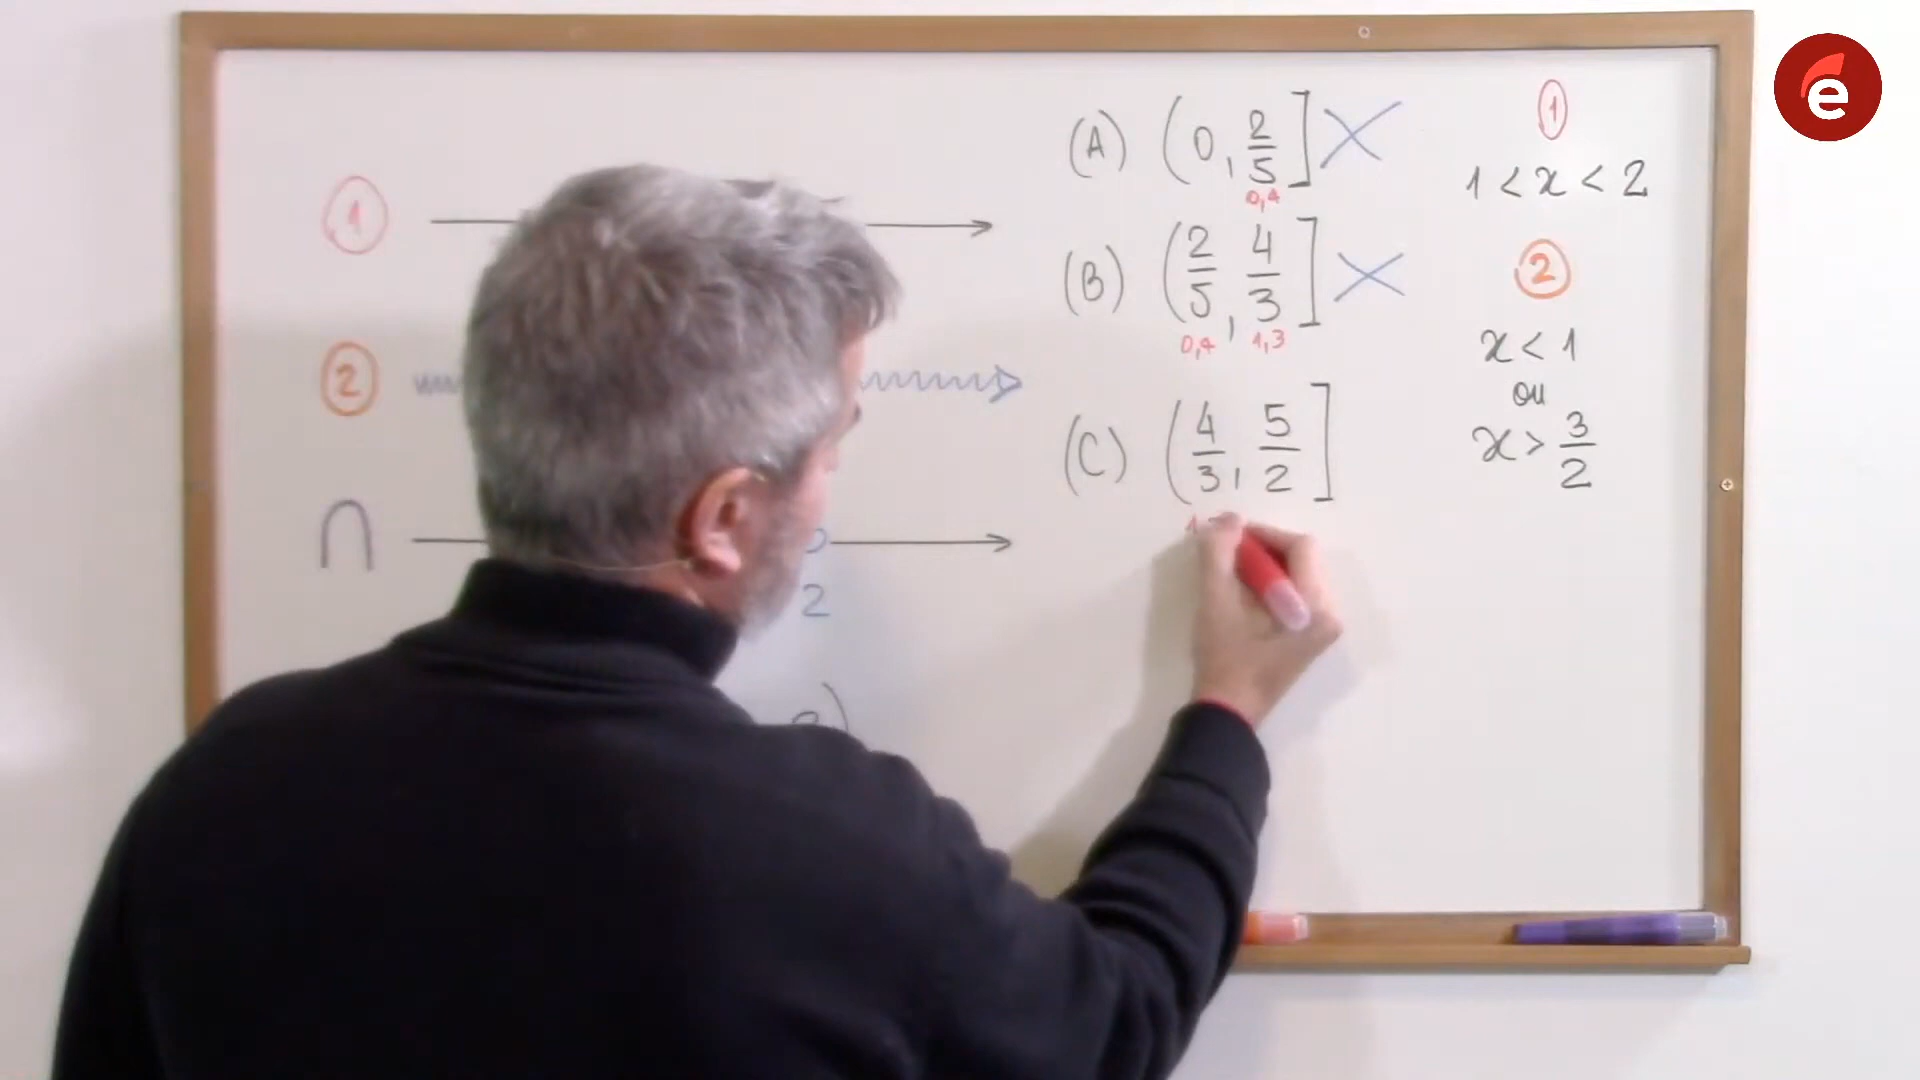 1
2
∩
2
2)
(A) (0, 2/5]
0,4
(B) (2/5, 4/3]
0,4 1,3
(C) (4/3, 5/2]
1
1 < x < 2
2
x < 1
ou
x > 3/2
e